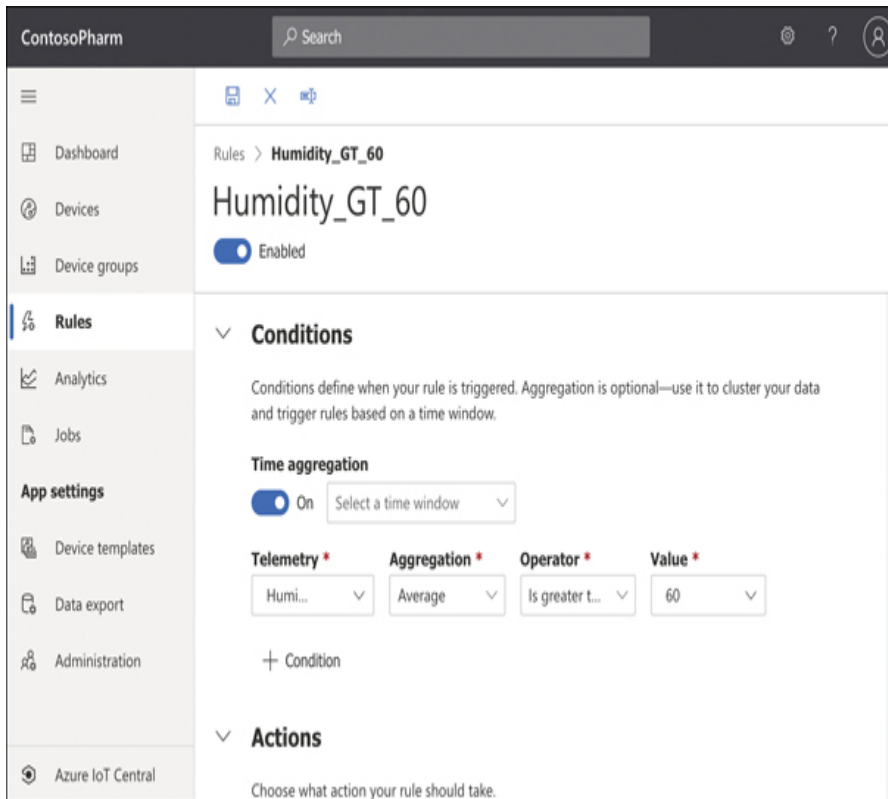 ContosoPharm
Search
?
Dashboard
Devices
Device groups
Rules
Analytics
Jobs
App settings
Device templates
Data export
Administration
Azure IoT Central
Rules > Humidity_GT_60
Humidity_GT_60
Enabled
Conditions
Conditions define when your rule is triggered. Aggregation is optional—use it to cluster your data
and trigger rules based on a time window.
Time aggregation
On Select a time window
Telemetry * Aggregation * Operator * Value *
Humi... Average Is greater t... 60
+ Condition
Actions
Choose what action your rule should take.